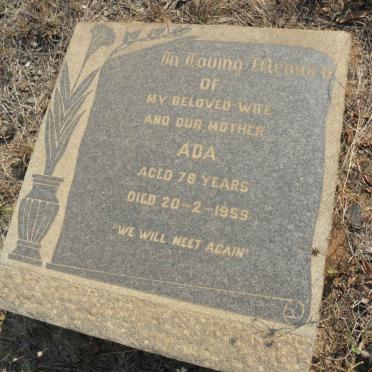 In Loving Memory
OF
MY BELOVED WIFE
AND OUR MOTHER
ADA
AGED 78 YEARS
DIED 20-2-1959
"WE WILL MEET AGAIN"